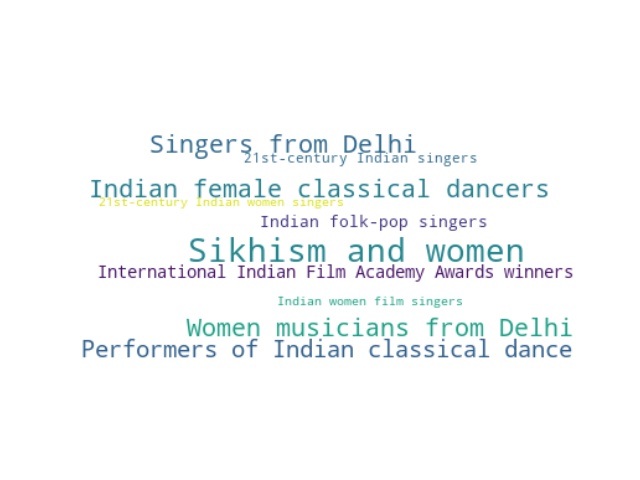 Singers from Delhi
21st-century Indian singers
Indian female classical dancers
21st-century Indian women singers
Indian folk-pop singers
Sikhism and women
International Indian Film Academy Awards winners
Indian women film singers
Women musicians from Delhi
Performers of Indian classical dance